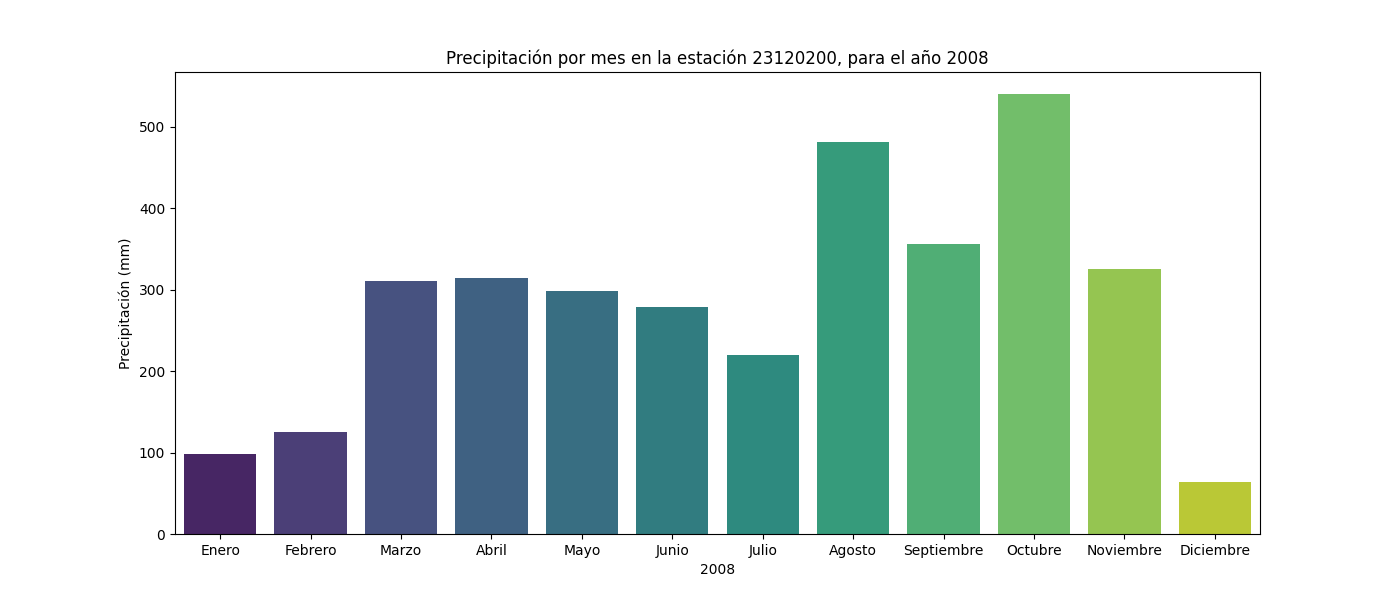 Precipitación por mes en la estación 23120200, para el año 2008
Precipitación (mm)
500
400
300
200
100
0
Enero Febrero Marzo Abril Mayo Junio Julio Agosto Septiembre Octubre Noviembre Diciembre
2008